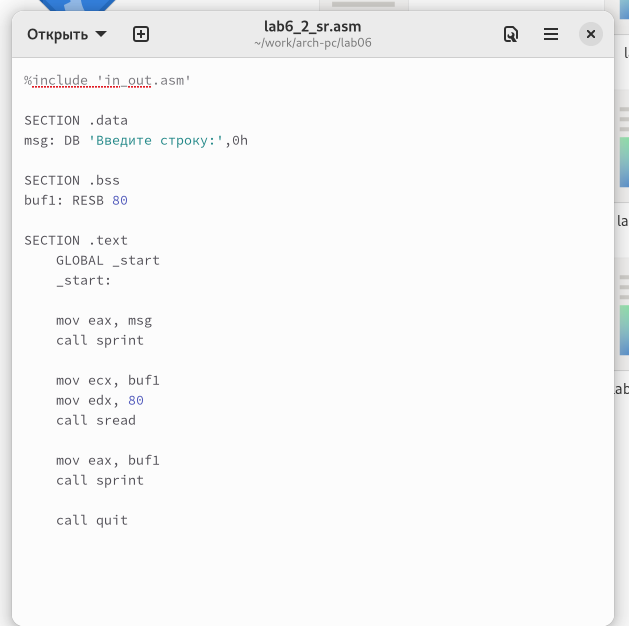 Открыть
lab6_2_sr.asm
~/work/arch-pc/lab06
%include 'in_out.asm'
SECTION .data
msg: DB 'Введите строку:',0h
SECTION .bss
buf1: RESB 80
SECTION .text
GLOBAL _start
_start:
mov eax, msg
call sprint
mov ecx, buf1
mov edx, 80
call sread
mov eax, buf1
call sprint
call quit
la
lab